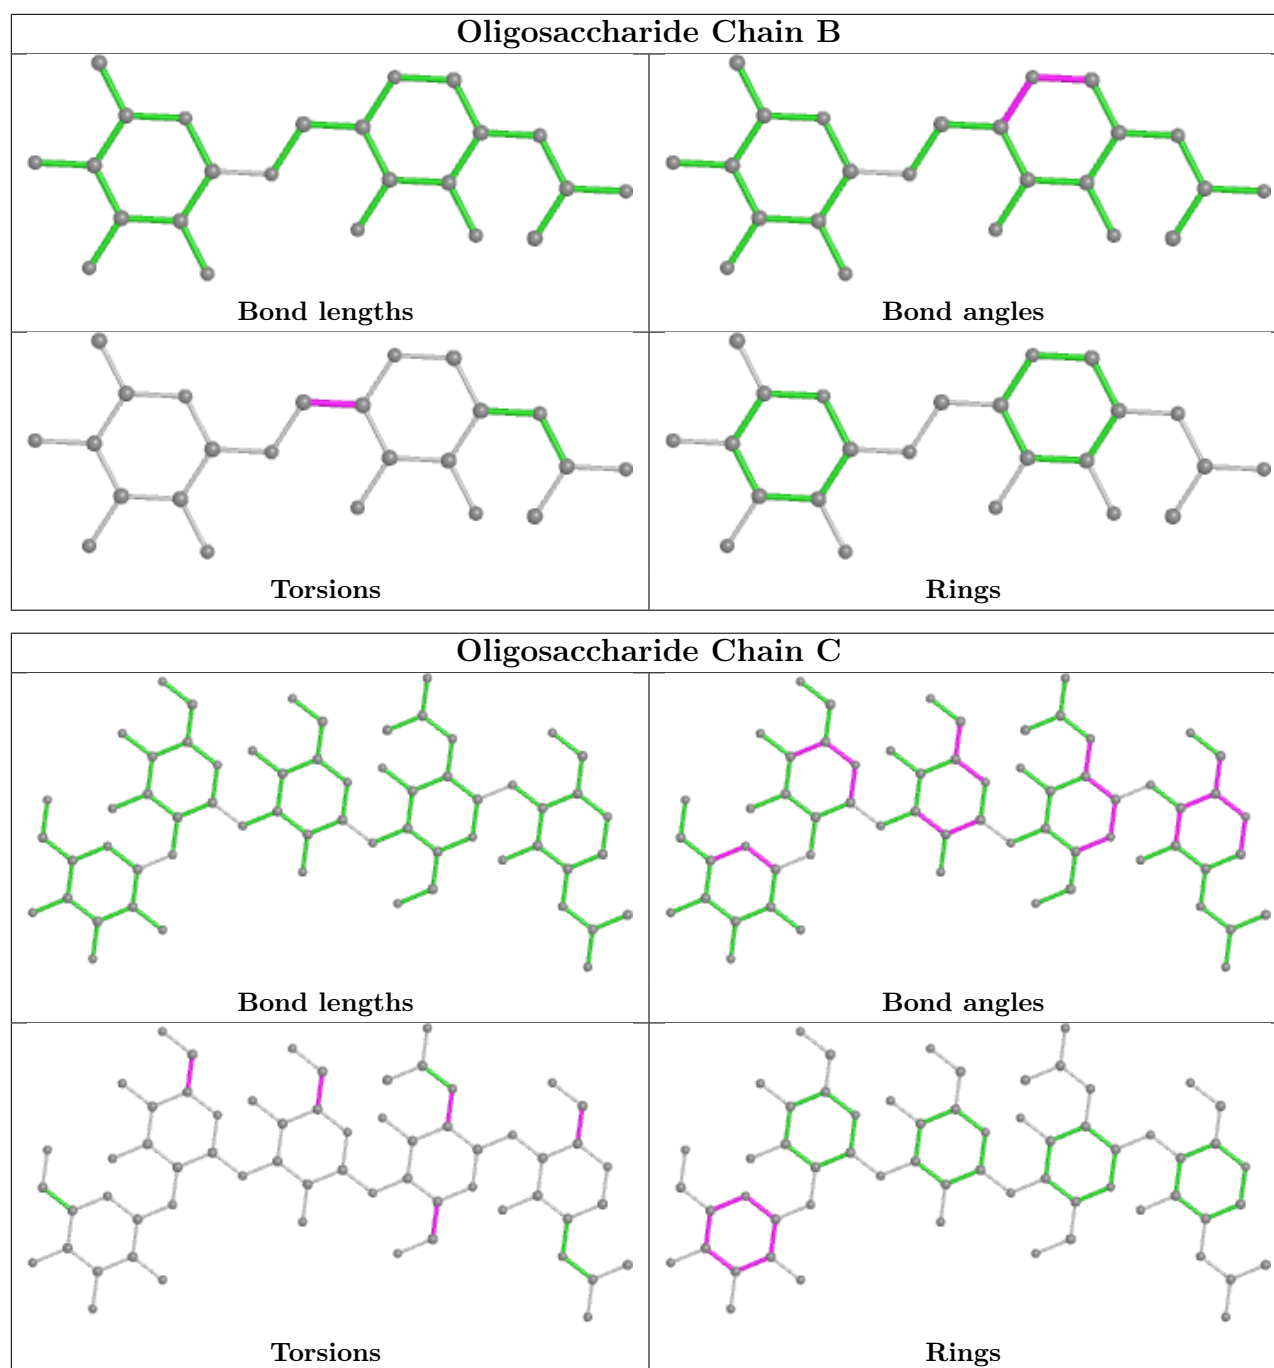 Oligosaccharide Chain B
Bond lengths
Bond angles
Torsions
Rings
Oligosaccharide Chain C
Bond lengths
Bond angles
Torsions
Rings